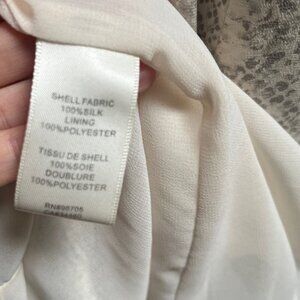 SHELL FABRIC
100%SILK
LINING
100%POLYESTER
TISSU DE SHELL
100%SOIE
DOUBLURE
100%POLYESTER